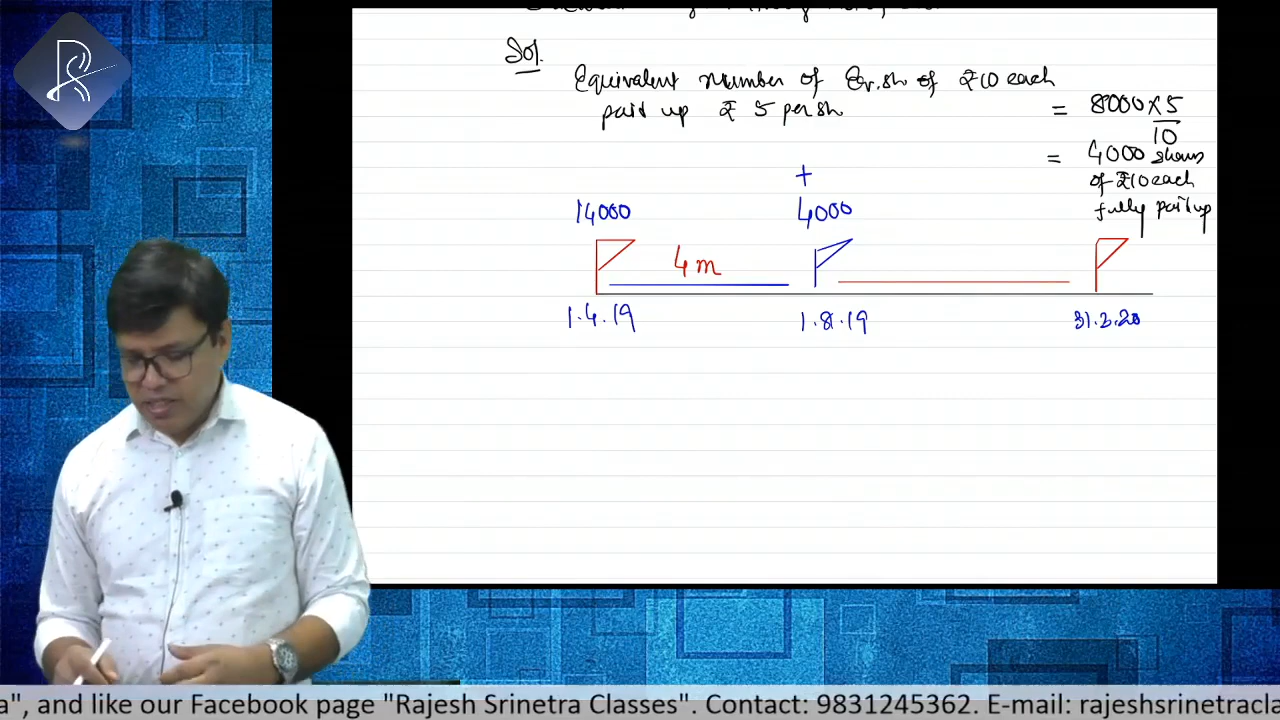 Sol.
Equivalent number of Eq.sh of ₹10 each
paid up ₹ 5 per sh
= 8000 x 5
10
= 4000 shares
of ₹10 each
fully paid up
+
14000
4000
4 m
1.4.19
1.8.19
31.3.20
a", and like our Facebook page "Rajesh Srinetra Classes". Contact: 9831245362. E-mail: rajeshsrinetracla